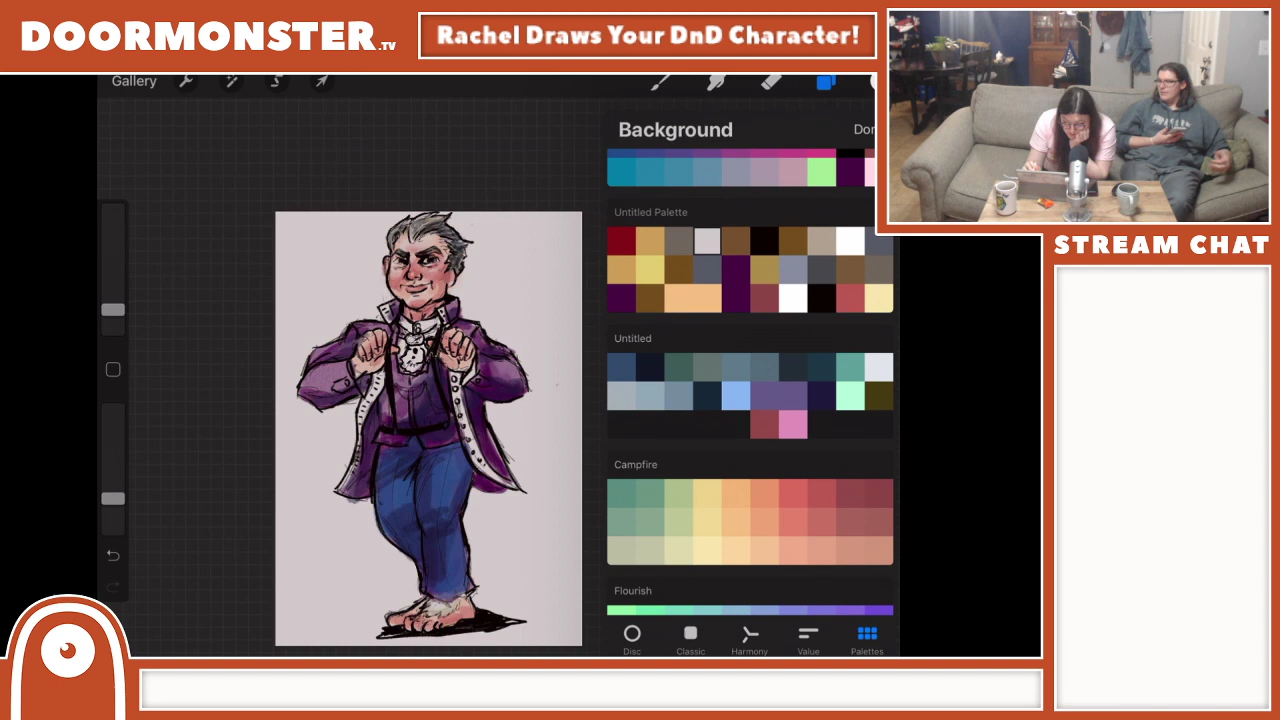 DOORMONSTER.TV
Rachel Draws Your DnD Character!
Gallery
Background
Untitled Palette
Untitled
Campfire
Flourish
Disc
Classic
Harmony
Value
Palettes
STREAM CHAT